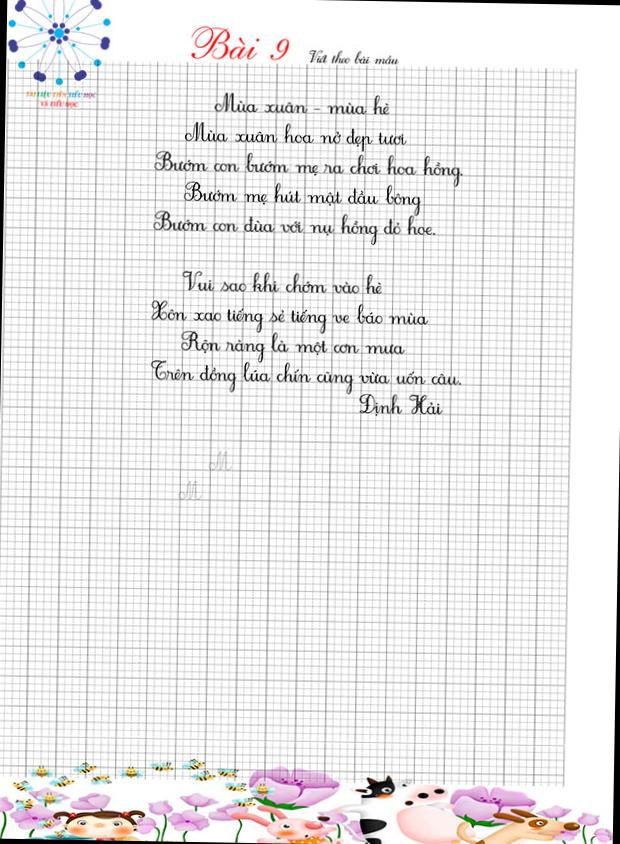 Bài 9 Viết theo bài mẫu
TÀI LIỆU TIỀN TIỂU HỌC
VÀ TIỂU HỌC
Mùa xuân - mùa hè
Mùa xuân hoa nở đẹp tươi
Bướm con bướm mẹ ra chơi hoa hồng.
Bướm mẹ hút mật đầu bông
Bướm con đùa với nụ hồng đỏ hoe.
Vui sao khi chớm vào hè
Xôn xao tiếng sẻ tiếng ve báo mùa
Rộn ràng là một cơn mưa
Trên đồng lúa chín cũng vừa uốn câu.
Định Hải
M
M